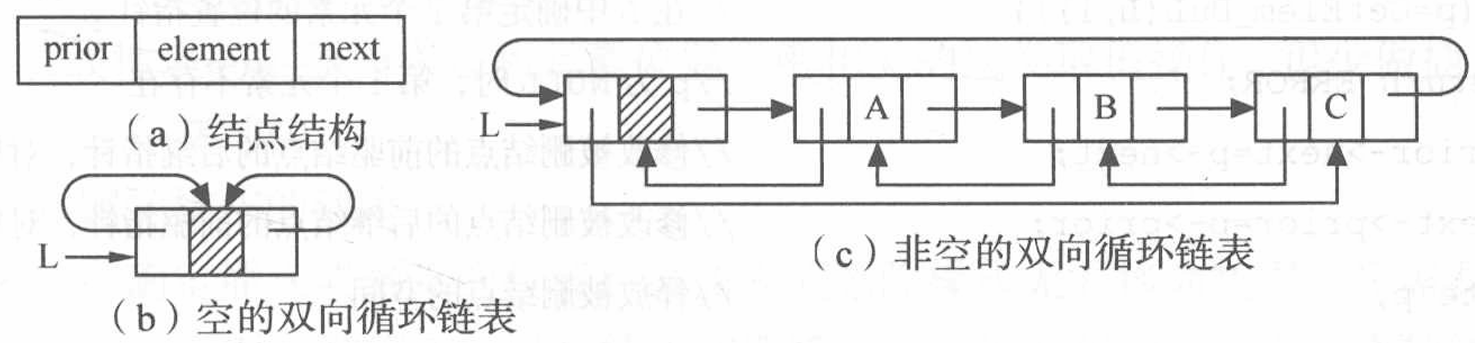 prior element next
(a)结点结构
L
(b)空的双向循环链表
L A B C
(c)非空的双向循环链表